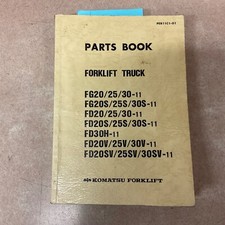 PARTS BOOK
FORKLIFT TRUCK
FG20/25/30-11
FG20S/25S/30S-11
FD20/25/30-11
FD20S/25S/30S-11
FD30H-11
FD20V/25V/30V-11
FD20SV/25SV/30SV-11
KOMATSU FORKLIFT